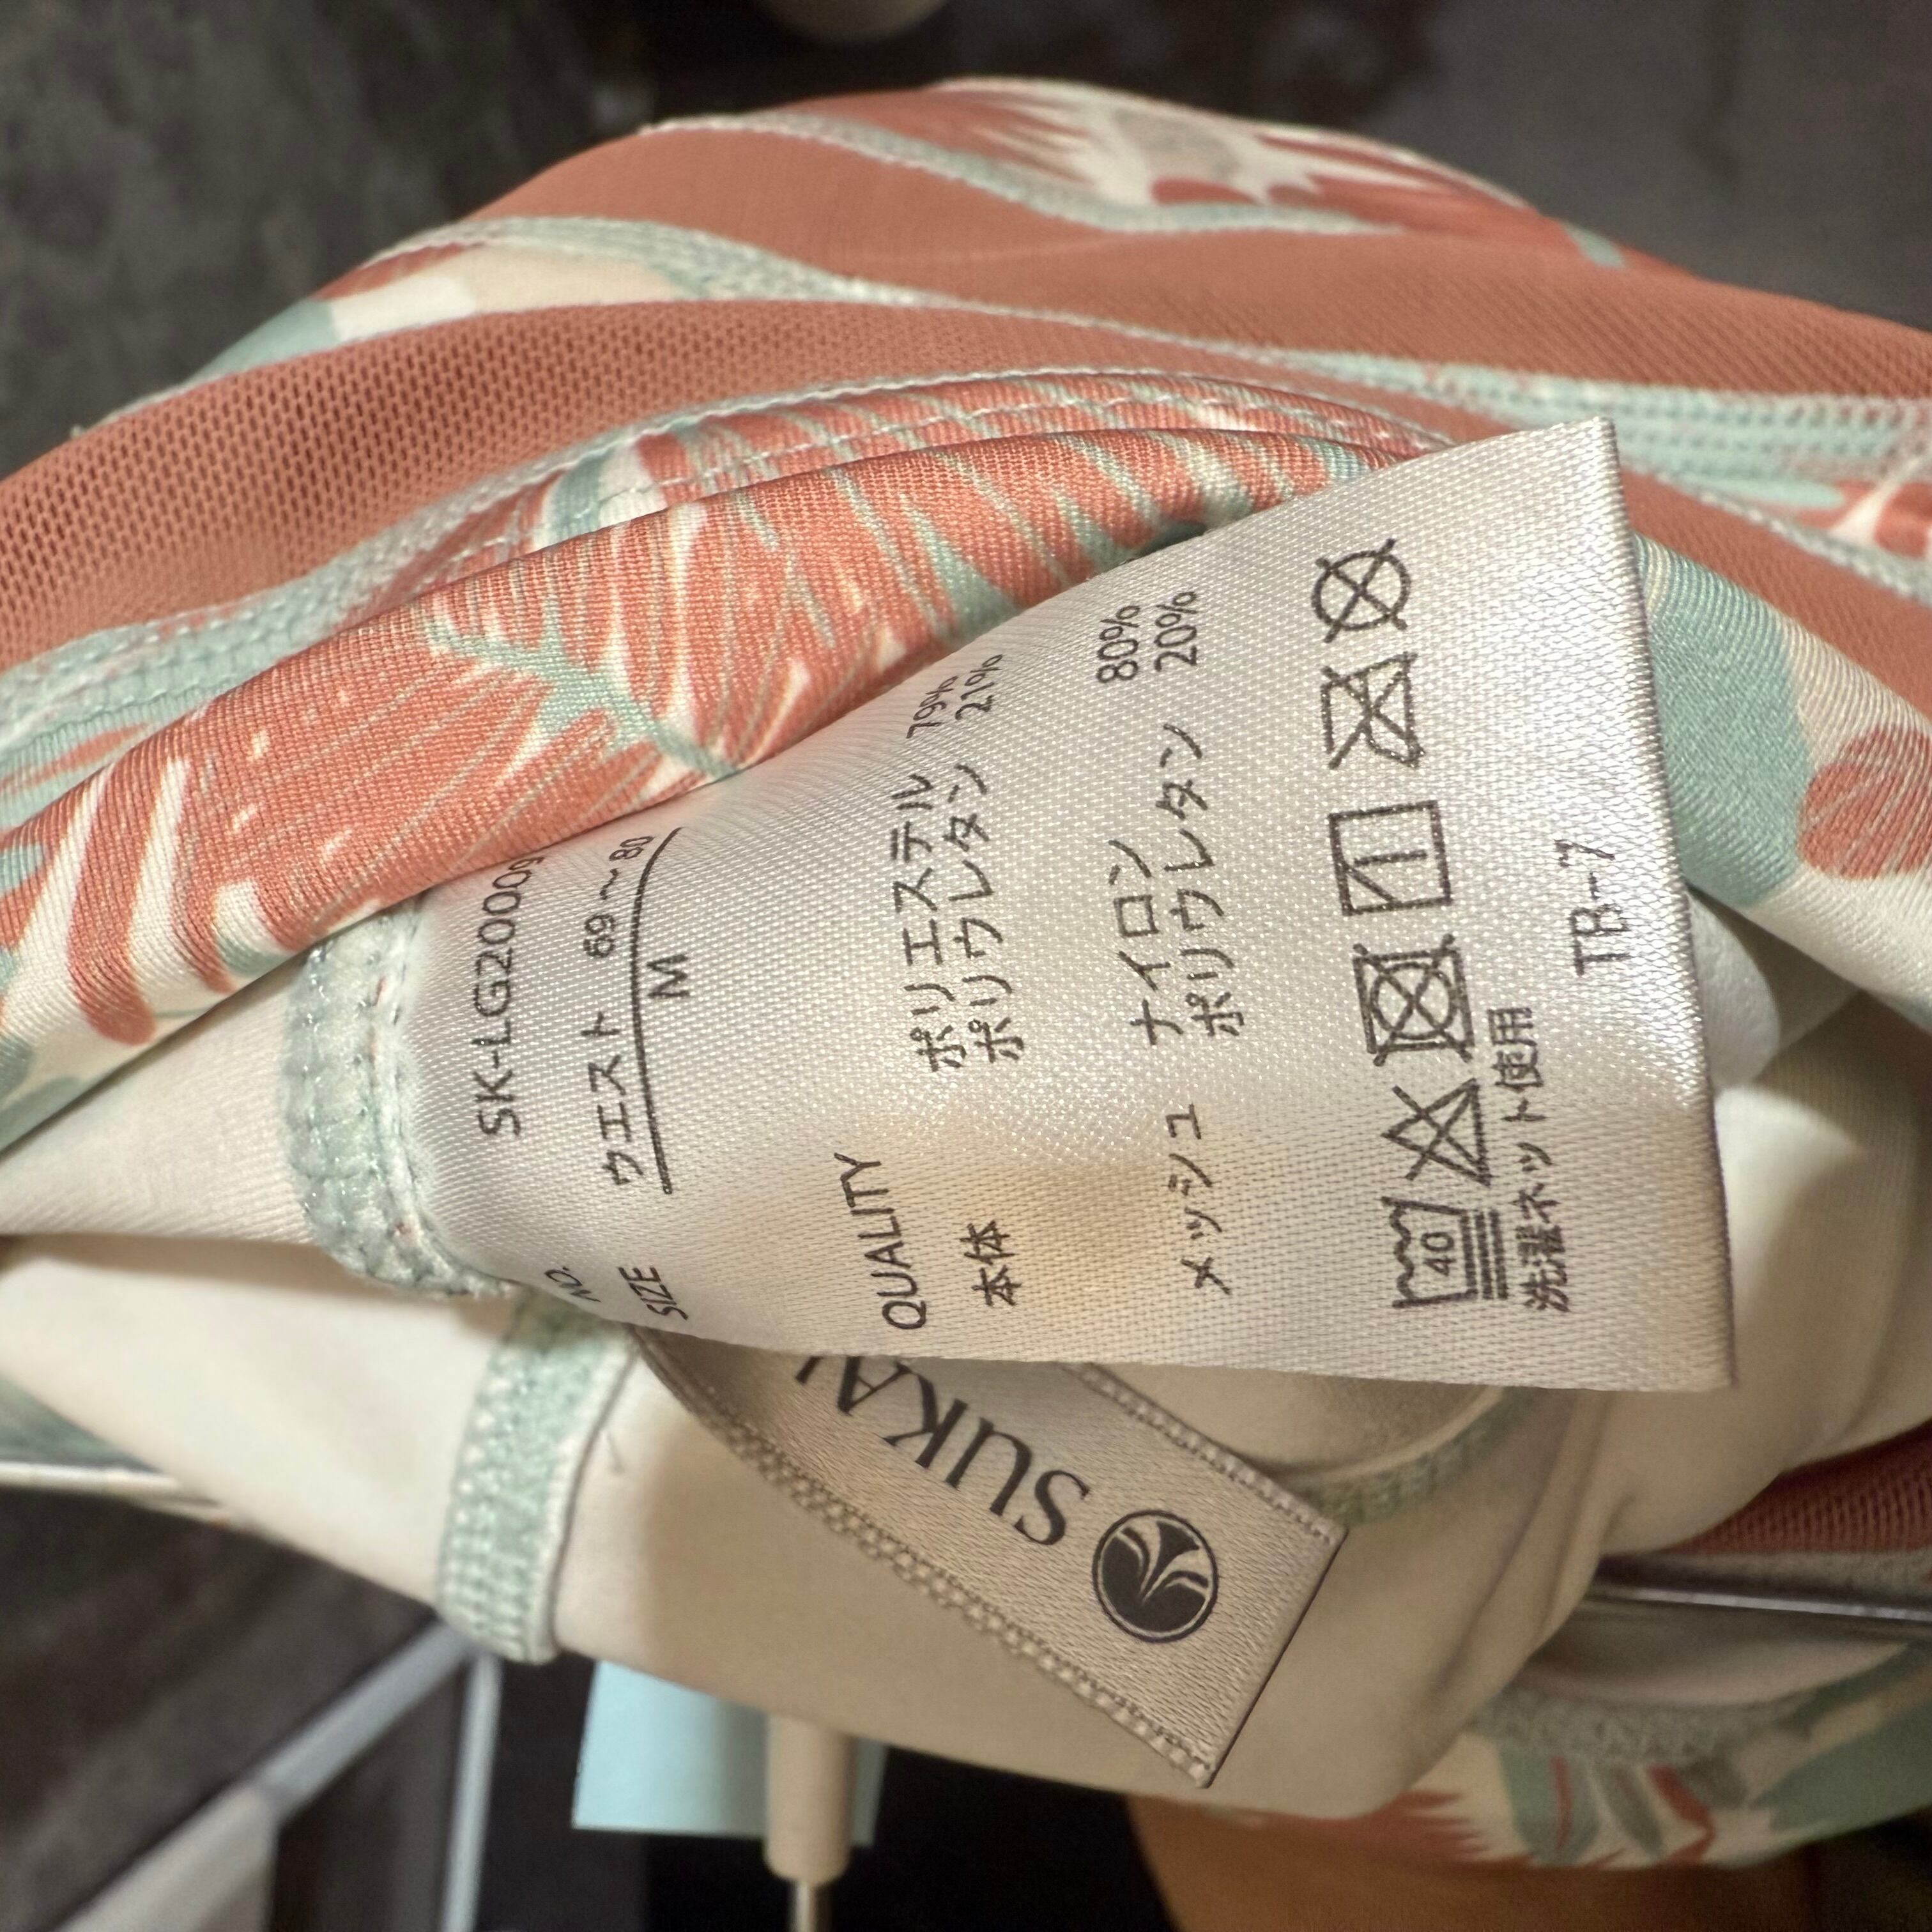 NO. SK-LG2000g
SIZE ウエスト 69〜80
M
QUALITY
本体 ポリエステル 79%
ポリウレタン 21%
メッシュ ナイロン 80%
ポリウレタン 20%
40
洗濯ネット使用
TB-7
SUKA